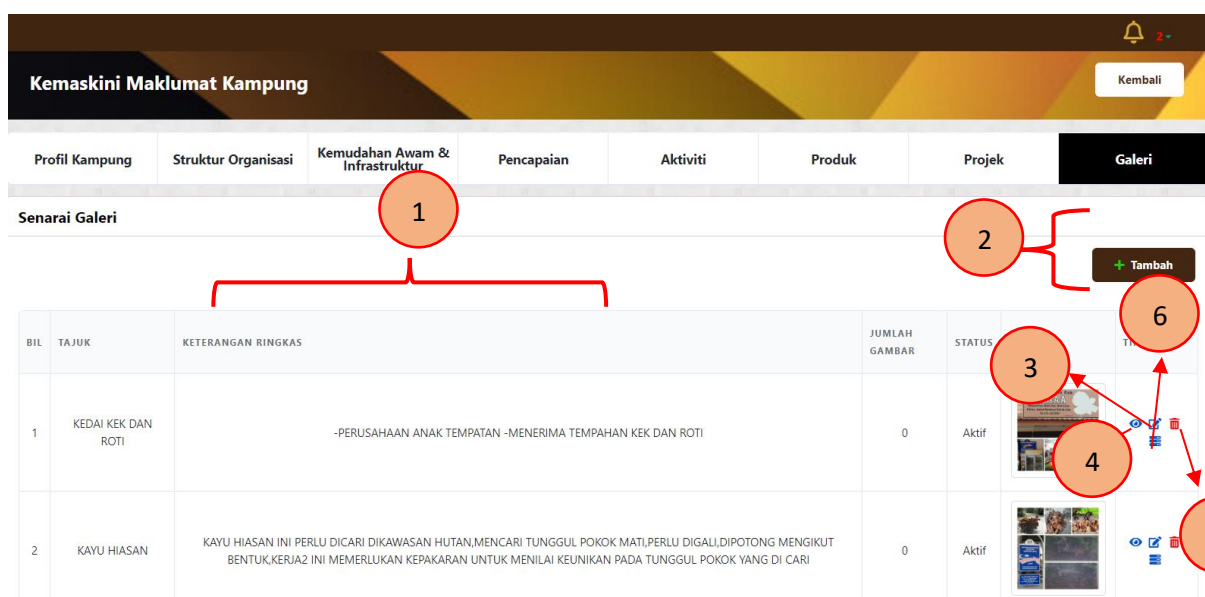 2
Kemaskini Maklumat Kampung
Kembali
Profil Kampung
Struktur Organisasi
Kemudahan Awam &
Infrastruktur
Pencapaian
Aktiviti
Produk
Projek
Galeri
Senarai Galeri
1
2
+ Tambah
6
BIL
TAJUK
KETERANGAN RINGKAS
JUMLAH
GAMBAR
STATUS
3
1
KEDAI KEK DAN
ROTI
-PERUSAHAAN ANAK TEMPATAN -MENERIMA TEMPAHAN KEK DAN ROTI
0
Aktif
4
2
KAYU HIASAN
KAYU HIASAN INI PERLU DICARI DIKAWASAN HUTAN,MENCARI TUNGGUL POKOK MATI,PERLU DIGALI,DIPOTONG MENGIKUT
BENTUK,KERJA2 INI MEMERLUKAN KEPAKARAN UNTUK MENILAI KEUNIKAN PADA TUNGGUL POKOK YANG DI CARI
0
Aktif